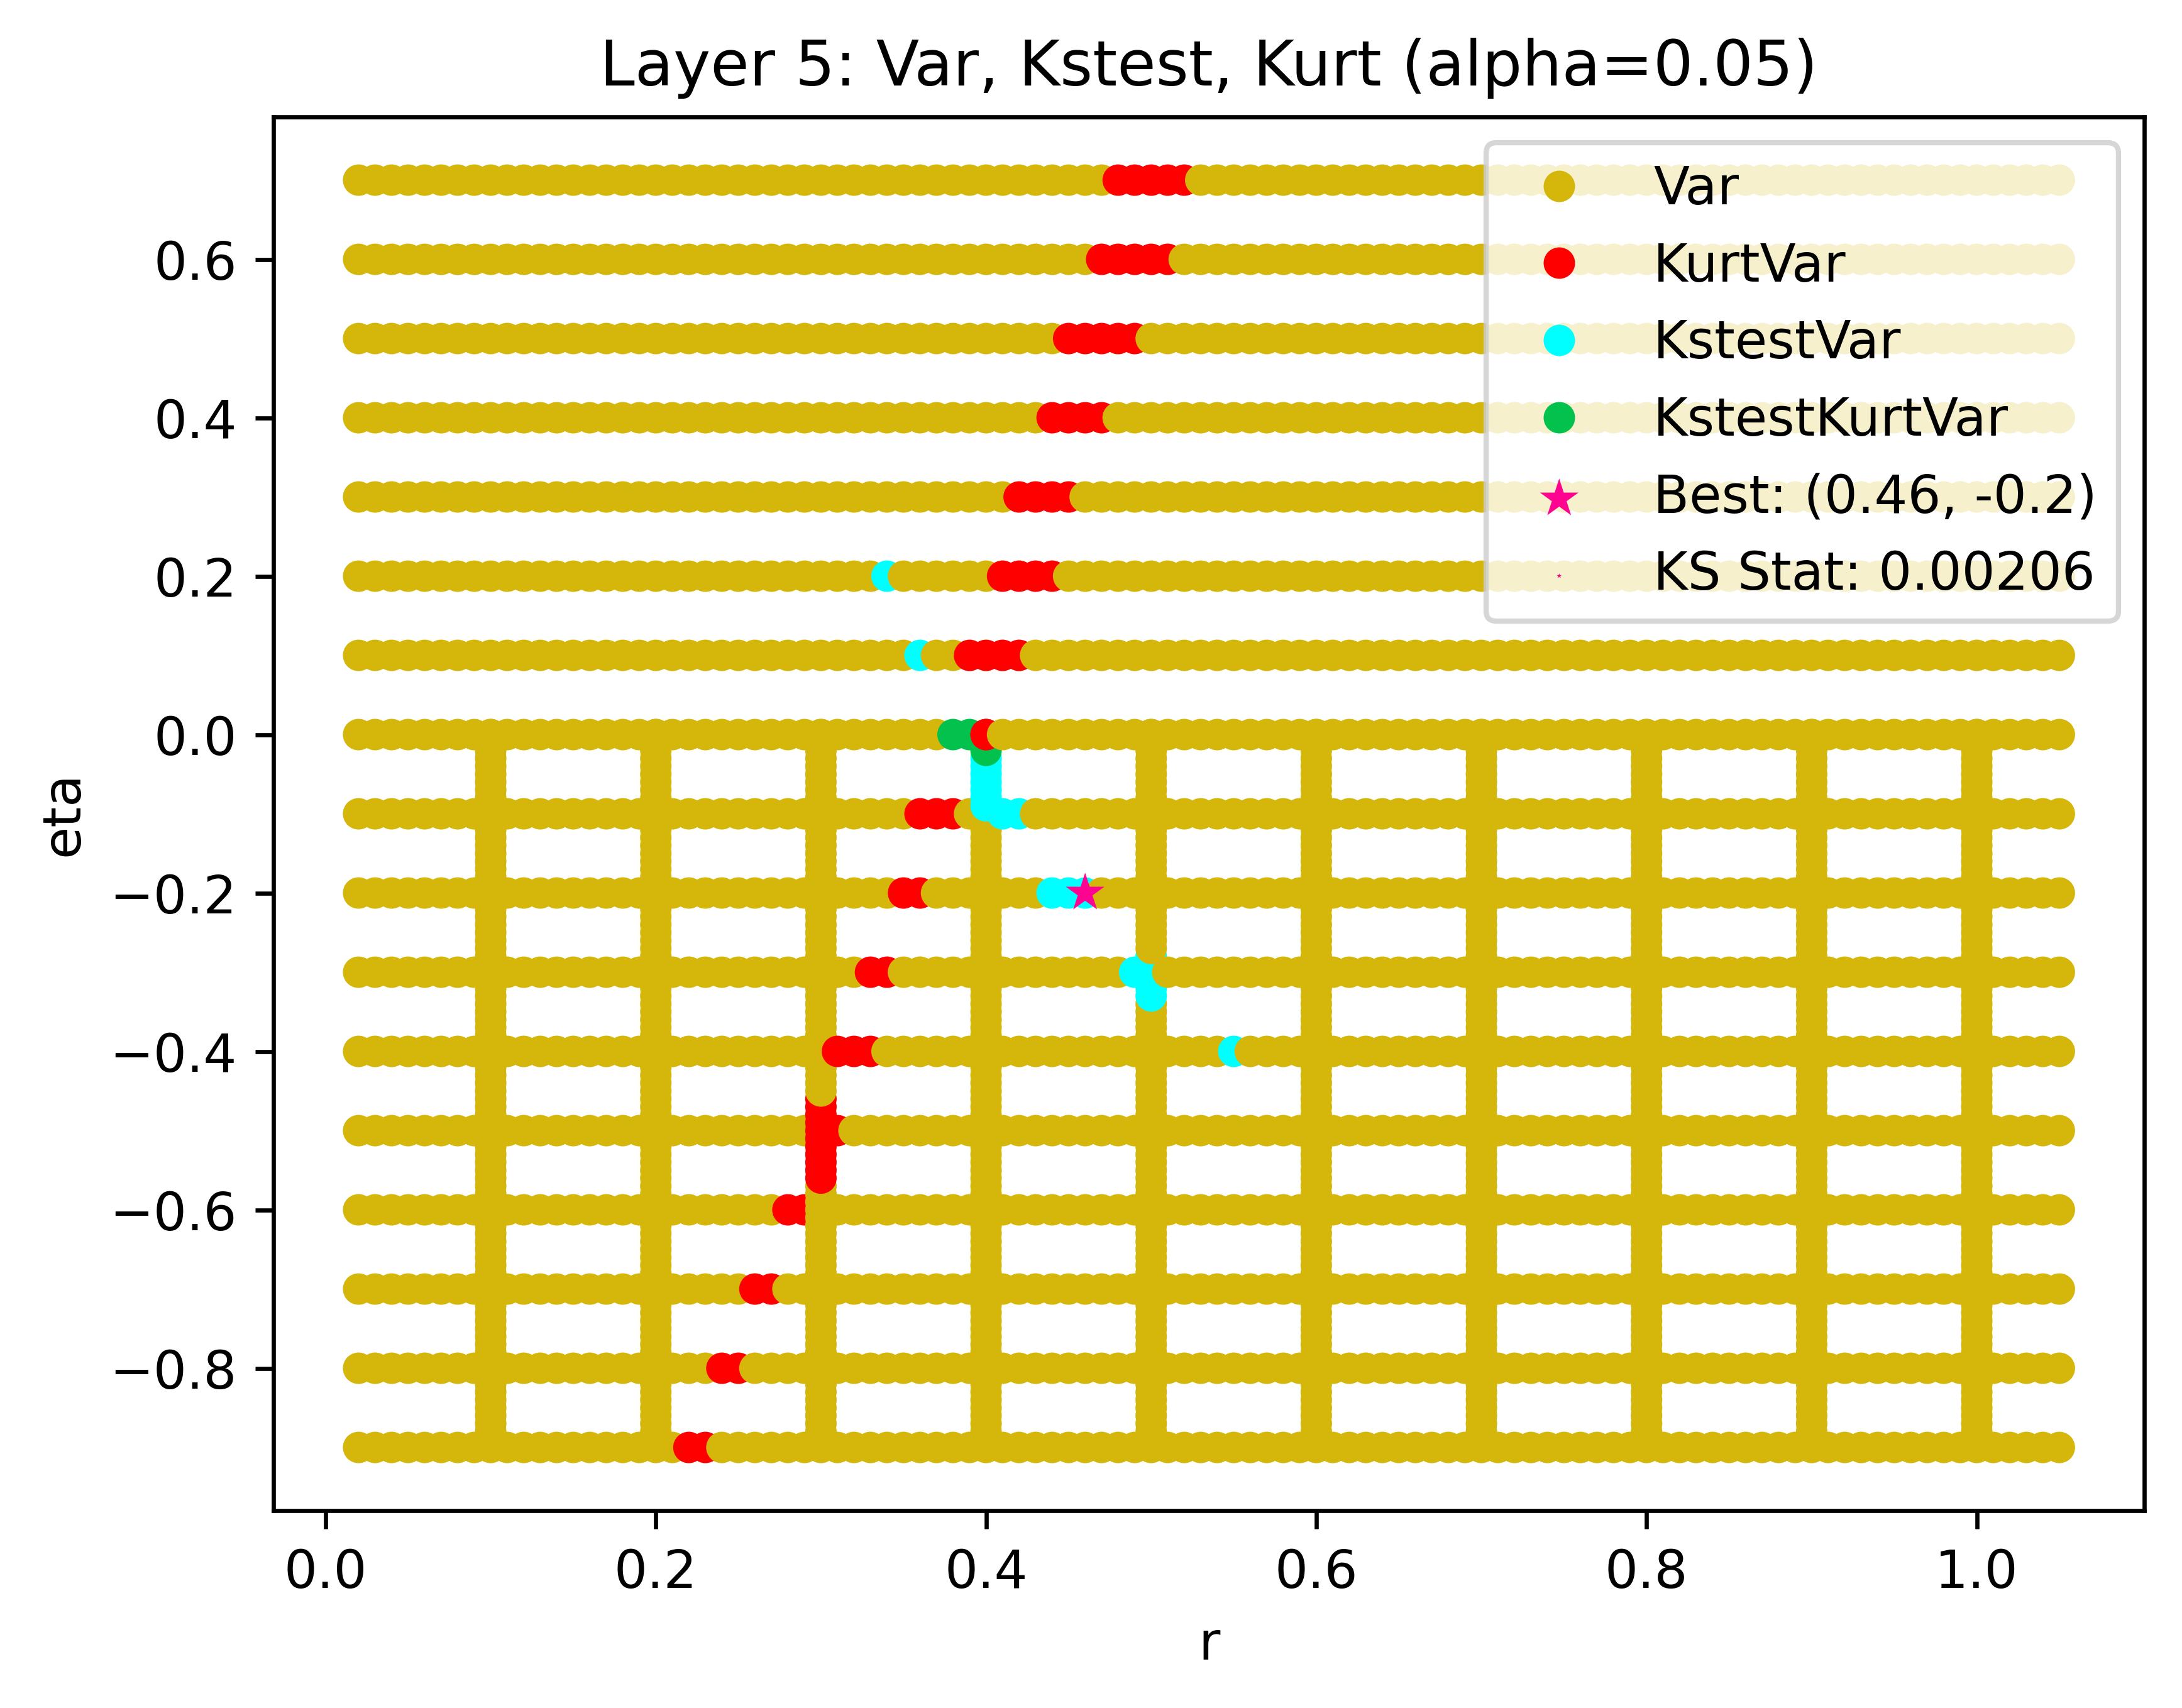 Layer 5: Var, Kstest, Kurt (alpha=0.05)
Var
KurtVar
KstestVar
KstestKurtVar
Best: (0.46, -0.2)
KS Stat: 0.00206
0.6
0.4
0.2
0.0
−0.2
−0.4
−0.6
−0.8
eta
0.0 0.2 0.4 0.6 0.8 1.0
r